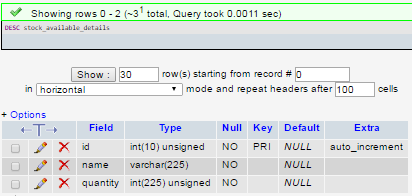 Showing rows 0 - 2 (~3¹ total, Query took 0.0011 sec)
DESC stock_available_details
Show : 30 row(s) starting from record # 0
in horizontal mode and repeat headers after 100 cells
+ Options
←T→ Field Type Null Key Default Extra
id int(10) unsigned NO PRI NULL auto_increment
name varchar(225) NO NULL
quantity int(225) unsigned NO NULL